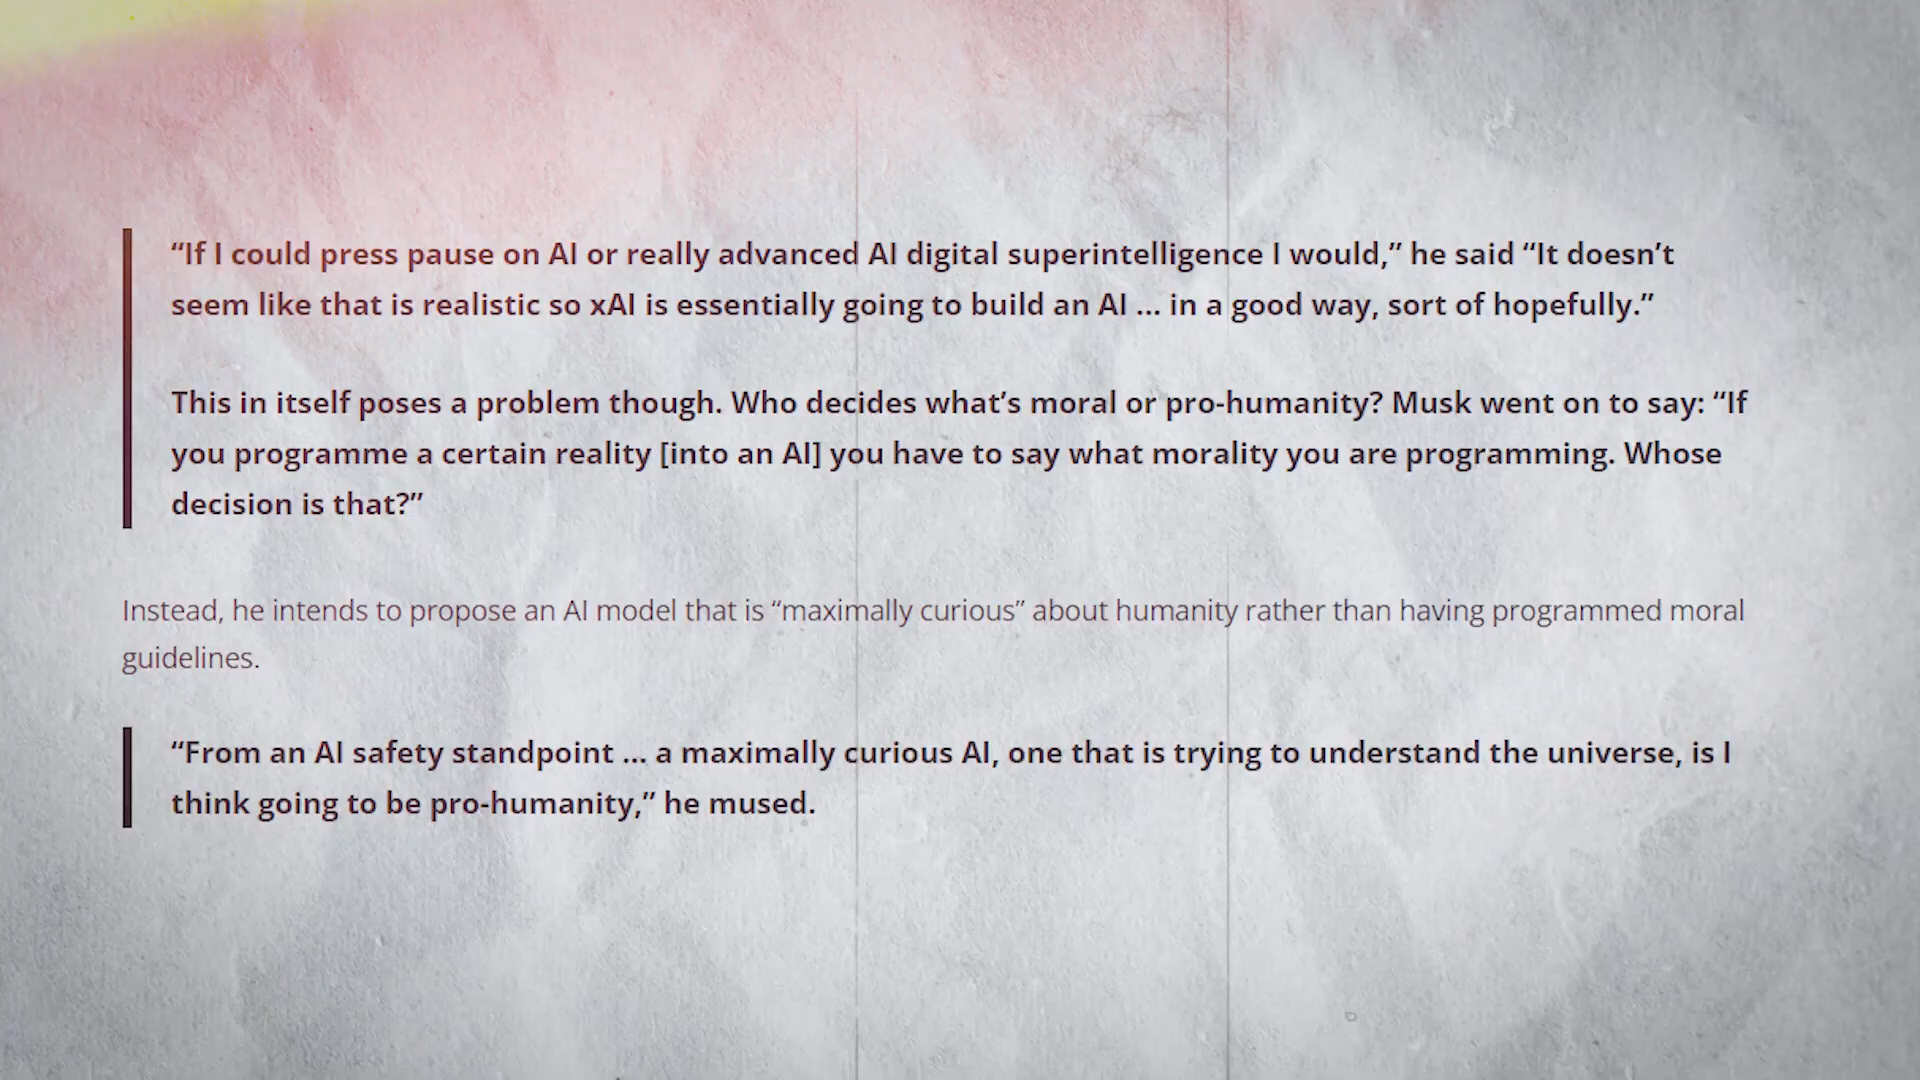 “If I could press pause on AI or really advanced AI digital superintelligence I would,” he said “It doesn’t
seem like that is realistic so xAI is essentially going to build an AI ... in a good way, sort of hopefully.”
This in itself poses a problem though. Who decides what’s moral or pro-humanity? Musk went on to say: “If
you programme a certain reality [into an AI] you have to say what morality you are programming. Whose
decision is that?”
Instead, he intends to propose an AI model that is “maximally curious” about humanity rather than having programmed moral
guidelines.
“From an AI safety standpoint ... a maximally curious AI, one that is trying to understand the universe, is I
think going to be pro-humanity,” he mused.